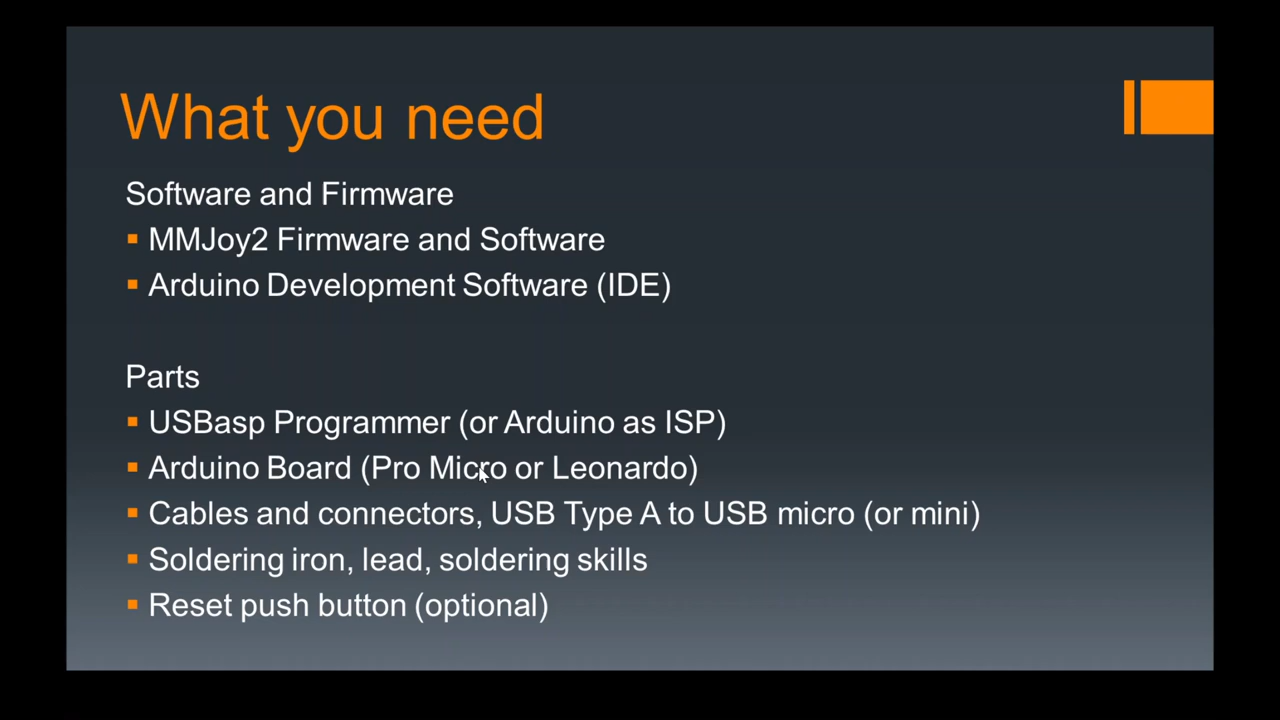 What you need
Software and Firmware
MMJoy2 Firmware and Software
Arduino Development Software (IDE)
Parts
USBasp Programmer (or Arduino as ISP)
Arduino Board (Pro Micro or Leonardo)
Cables and connectors, USB Type A to USB micro (or mini)
Soldering iron, lead, soldering skills
Reset push button (optional)